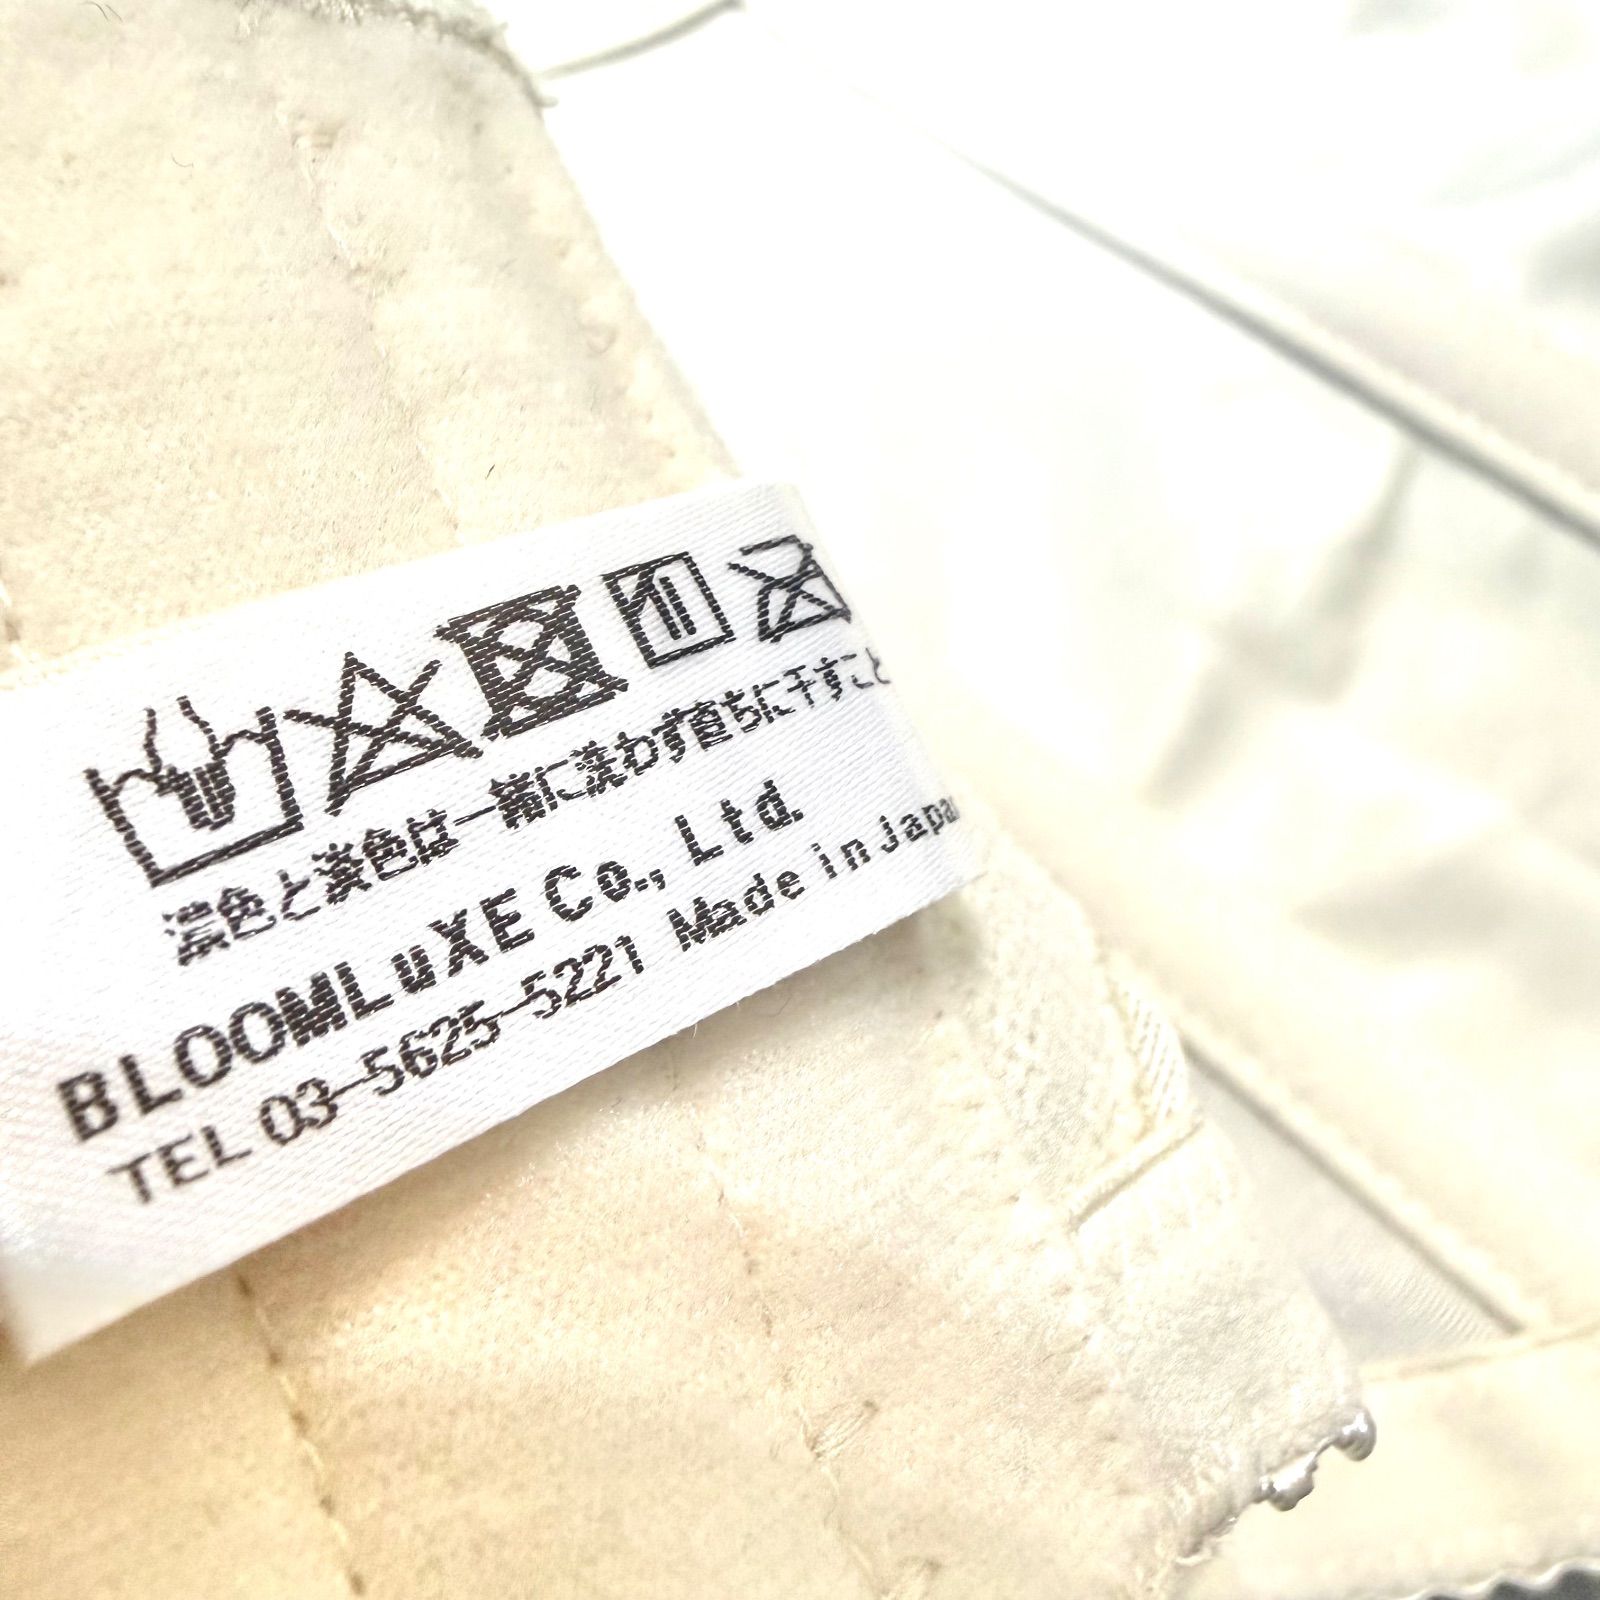 濃色と淡色は一緒に洗わず直ちに干すこと
BLOOMLuXE Co., Ltd.
TEL 03-5625-5221 Made in Japan